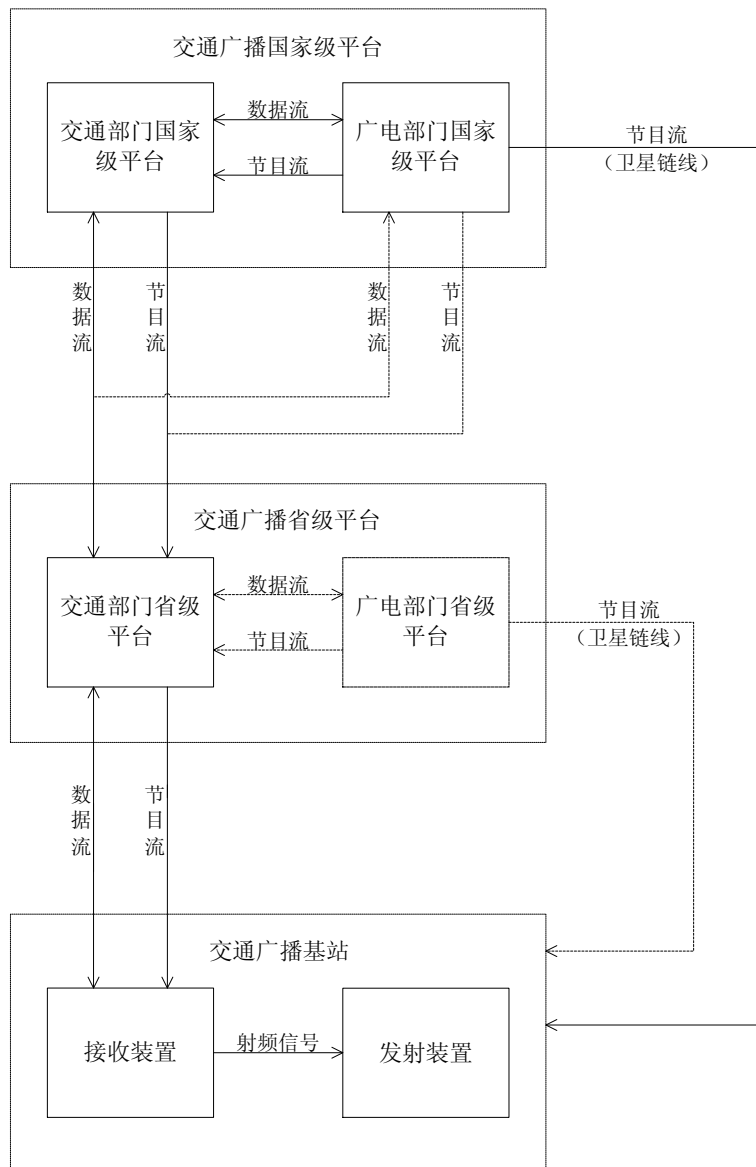 交通广播国家级平台
交通部门国家
级平台
数据流
节目流
广电部门国家
级平台
节目流
（卫星链线）
数据流
节目流
数据流
节目流
交通广播省级平台
交通部门省级
平台
数据流
节目流
广电部门省级
平台
节目流
（卫星链线）
数据流
节目流
交通广播基站
接收装置
射频信号
发射装置